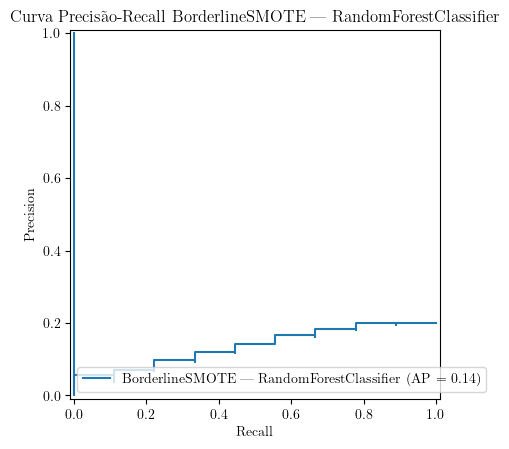 Curva Precisão-Recall BorderlineSMOTE — RandomForestClassifier
1.0
0.8
0.6
0.4
0.2
0.0
Precision
BorderlineSMOTE — RandomForestClassifier (AP = 0.14)
0.0 0.2 0.4 0.6 0.8 1.0
Recall